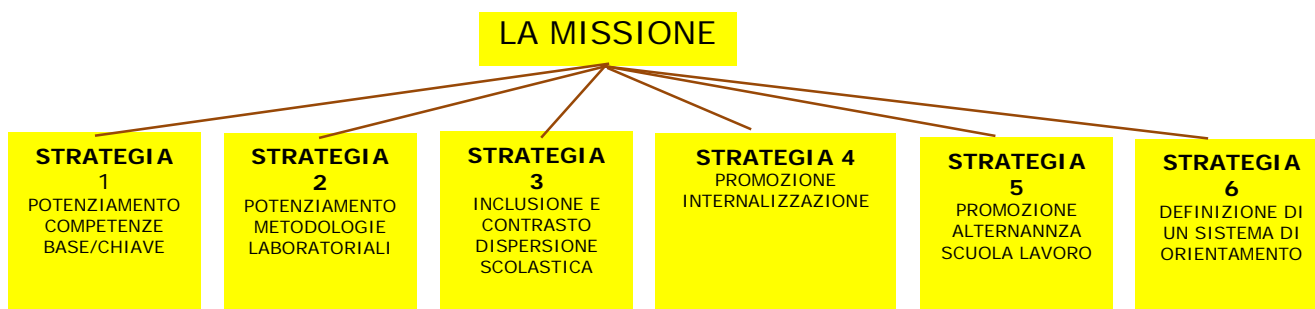 LA MISSIONE
STRATEGIA
1
POTENZIAMENTO
COMPETENZE
BASE/CHIAVE
STRATEGIA
2
POTENZIAMENTO
METODOLOGIE
LABORATORIALI
STRATEGIA
3
INCLUSIONE E
CONTRASTO
DISPERSIONE
SCOLASTICA
STRATEGIA 4
PROMOZIONE
INTERNALIZZAZIONE
STRATEGIA
5
PROMOZIONE
ALTERNANNZA
SCUOLA LAVORO
STRATEGIA
6
DEFINIZIONE DI
UN SISTEMA DI
ORIENTAMENTO